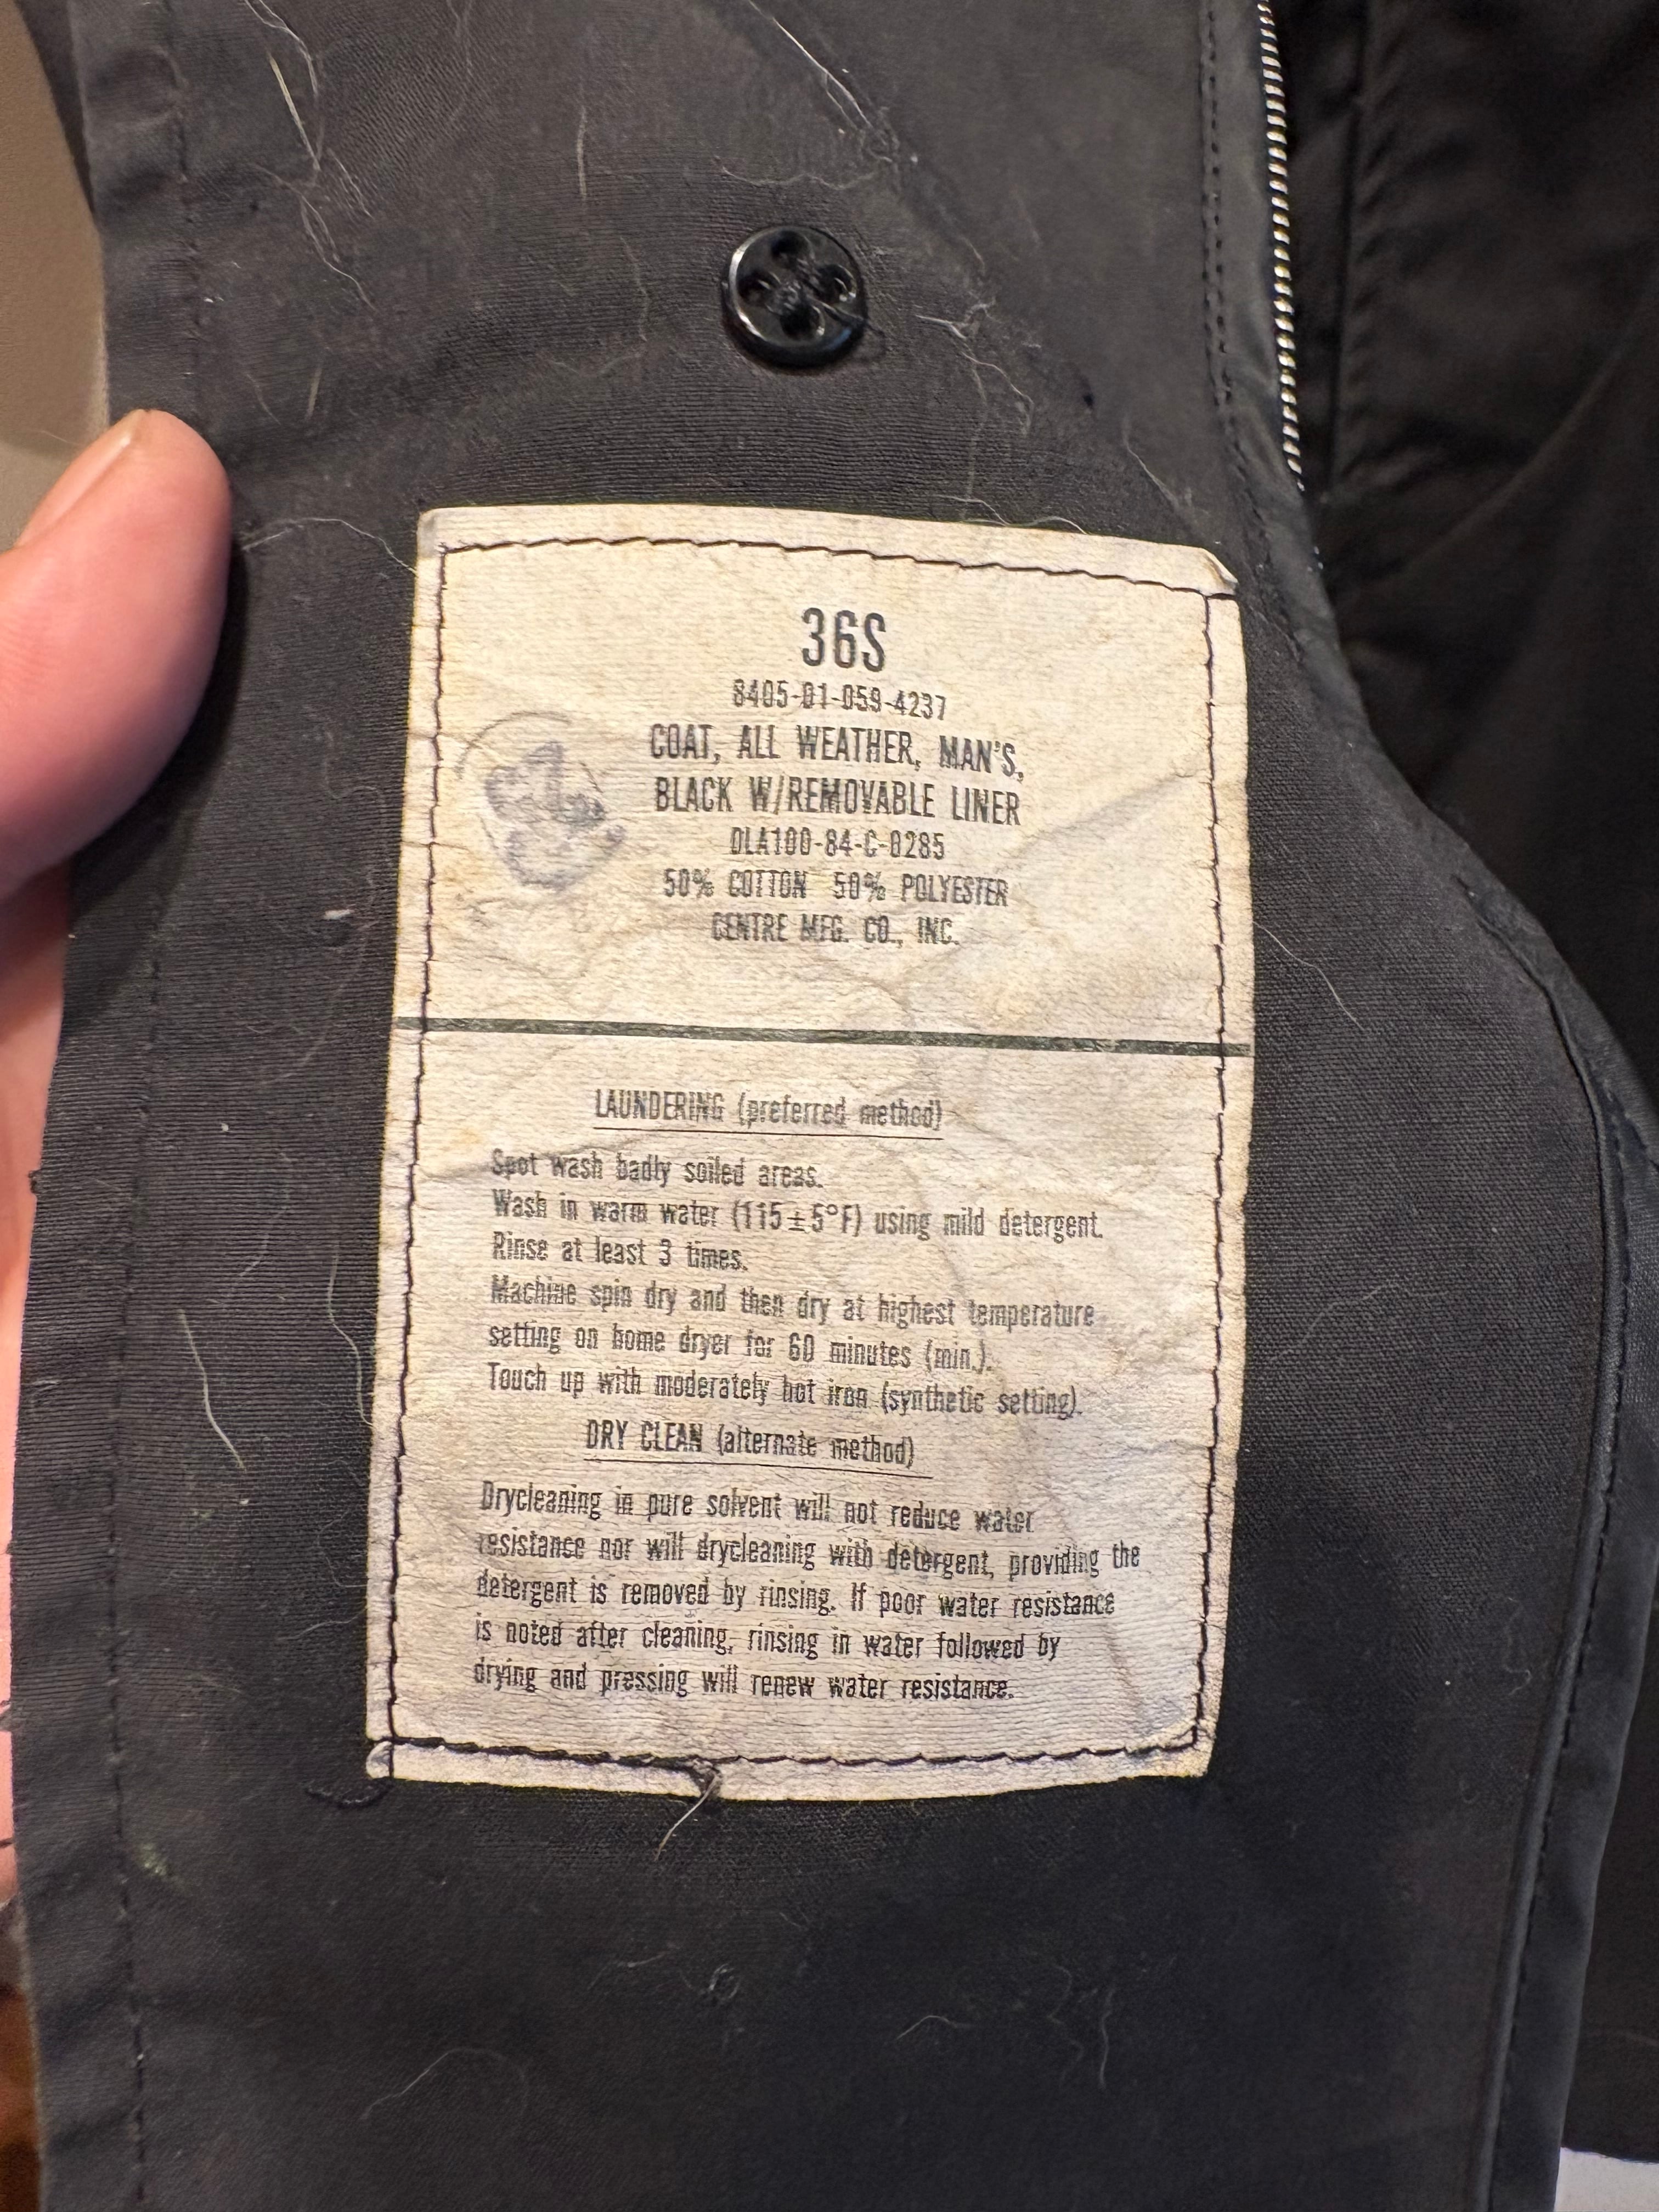 36S
8405-01-059-4237
COAT, ALL WEATHER, MAN'S,
BLACK W/REMOVABLE LINER
DLA100-84-C-0285
50% COTTON 50% POLYESTER
CENTRE MFG. CO., INC.
LAUNDERING (preferred method)
Spot wash badly soiled areas.
Wash in warm water (115±5°F) using mild detergent.
Rinse at least 3 times.
Machine spin dry and then dry at highest temperature
setting on home dryer for 60 minutes (min.).
Touch up with moderately hot iron (synthetic setting).
DRY CLEAN (alternate method)
Drycleaning in pure solvent will not reduce water
resistance nor will drycleaning with detergent, providing the
detergent is removed by rinsing. If poor water resistance
is noted after cleaning, rinsing in water followed by
drying and pressing will renew water resistance.